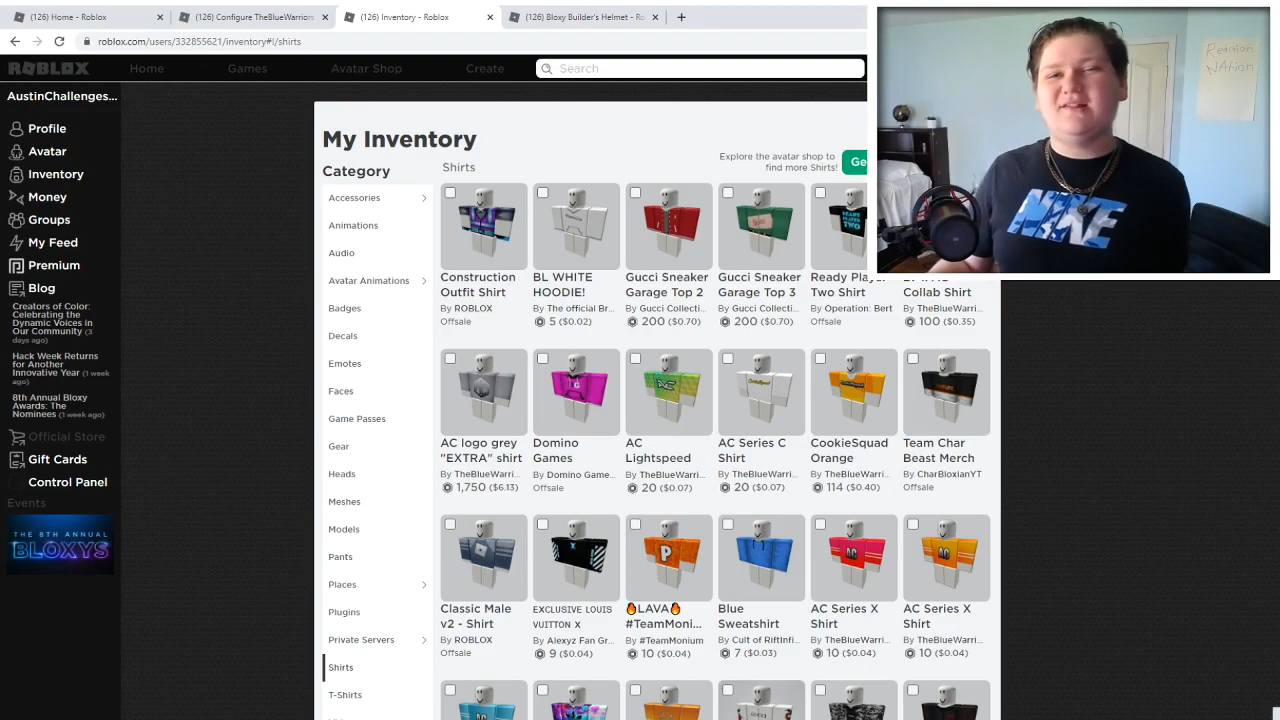 (126) Home - Roblox
(126) Configure TheBlueWarriors
(126) Inventory - Roblox
(126) Bloxy Builder's Helmet - Rob
roblox.com/users/332855621/inventory#!/shirts
ROBLOX Home Games Avatar Shop Create Search
AustinChallenges...
Profile
Avatar
Inventory
Money
Groups
My Feed
Premium
Blog
Creators of Color:
Celebrating the
Dynamic Voices in
Our Community (3
days ago)
Hack Week Returns
for Another
Innovative Year (1 week
ago)
8th Annual Bloxy
Awards: The
Nominees (1 week ago)
Official Store
Gift Cards
Control Panel
Events
THE 8TH ANNUAL
BLOXYS
My Inventory
Category
Accessories
Animations
Audio
Avatar Animations
Badges
Decals
Emotes
Faces
Game Passes
Gear
Heads
Meshes
Models
Pants
Places
Plugins
Private Servers
Shirts
T-Shirts
Shirts
Explore the avatar shop to
find more Shirts!
Ge
Construction
Outfit Shirt
By ROBLOX
Offsale
BL WHITE
HOODIE!
By The official Br...
5 ($0.02)
Gucci Sneaker
Garage Top 2
By Gucci Collecti...
200 ($0.70)
Gucci Sneaker
Garage Top 3
By Gucci Collecti...
200 ($0.70)
READY
PLAYER
TWO
Ready Player
Two Shirt
By Operation: Bert
Offsale
Collab Shirt
By TheBlueWarri...
100 ($0.35)
AC logo grey
"EXTRA" shirt
By TheBlueWarri...
1,750 ($6.13)
Domino
Games
By Domino Game...
Offsale
AC
AC
Lightspeed
By TheBlueWarri...
20 ($0.07)
AC Series C
Shirt
By TheBlueWarri...
20 ($0.07)
CookieSquad
Orange
By TheBlueWarri...
114 ($0.40)
Team Char
Beast Merch
By CharBloxianYT
Offsale
Classic Male
v2 - Shirt
By ROBLOX
Offsale
X
EXCLUSIVE LOUIS
VUITTON X
By Alexyz Fan Gr...
9 ($0.04)
P
🔥LAVA🔥
#TeamMoni...
By #TeamMonium
10 ($0.04)
Blue
Sweatshirt
By Cult of RiftInfi...
7 ($0.03)
AC
AC Series X
Shirt
By TheBlueWarri...
10 ($0.04)
AC
AC Series X
Shirt
By TheBlueWarri...
10 ($0.04)
GUCCI
Reaction
NAtion
NIKE